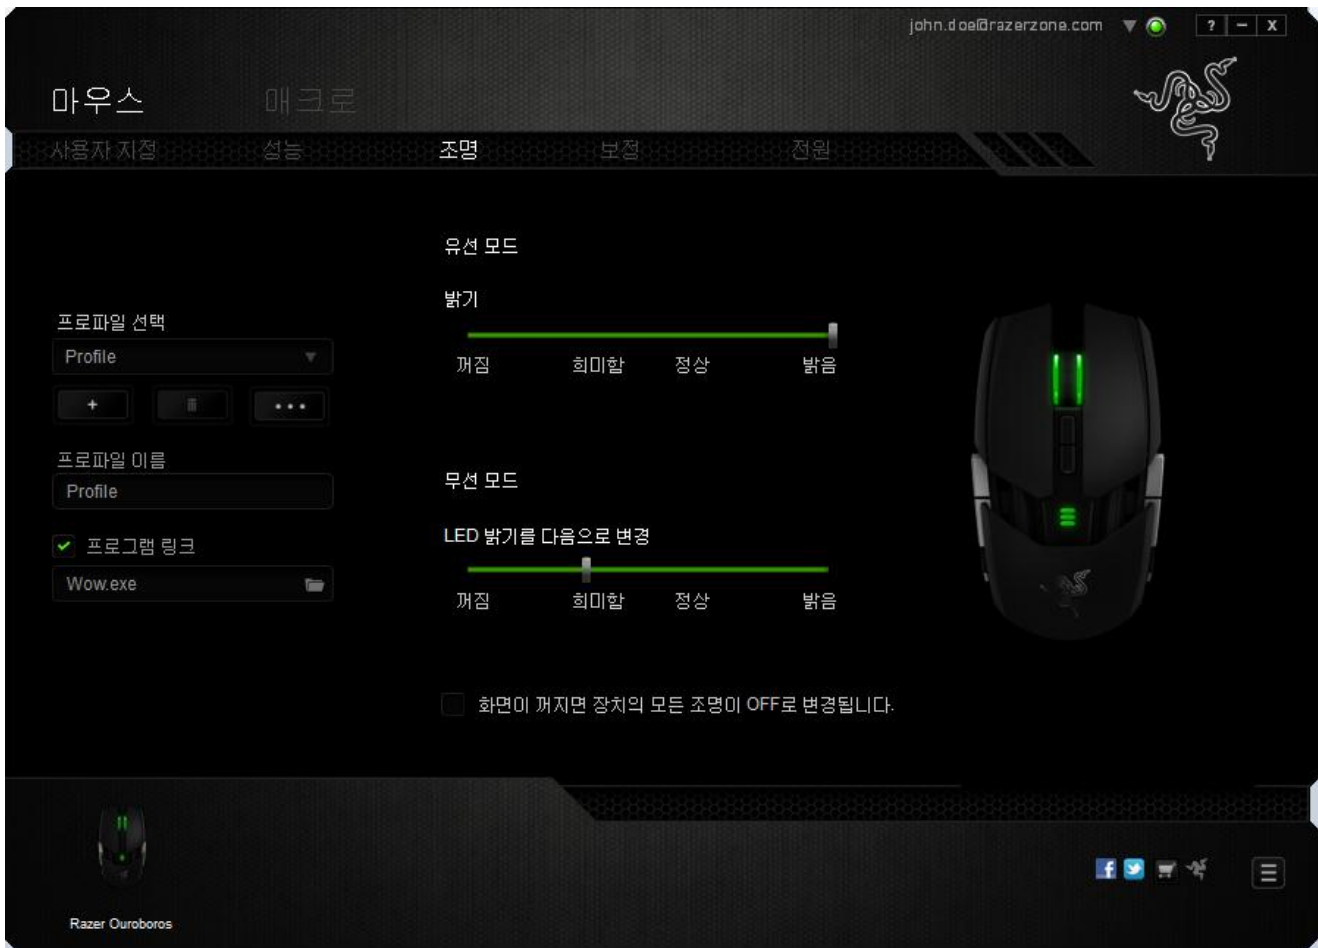 john.doe@razerzone.com ? – X
마우스 매크로
사용자 지정 성능 조명 보정 전원
유선 모드
밝기
꺼짐 희미함 정상 밝음
프로파일 선택
Profile
프로파일 이름
Profile
프로그램 링크
Wow.exe
무선 모드
LED 밝기를 다음으로 변경
꺼짐 희미함 정상 밝음
화면이 꺼지면 장치의 모든 조명이 OFF로 변경됩니다.
Razer Ouroboros